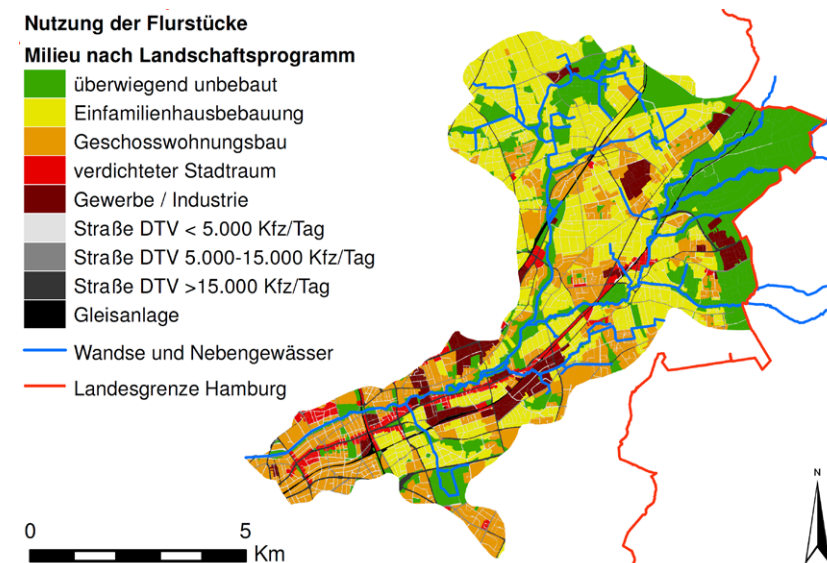 Nutzung der Flurstücke
Milieu nach Landschaftsprogramm
überwiegend unbebaut
Einfamilienhausbebauung
Geschosswohnungsbau
verdichteter Stadtraum
Gewerbe / Industrie
Straße DTV < 5.000 Kfz/Tag
Straße DTV 5.000-15.000 Kfz/Tag
Straße DTV >15.000 Kfz/Tag
Gleisanlage
Wandse und Nebengewässer
Landesgrenze Hamburg
N
0 5
Km